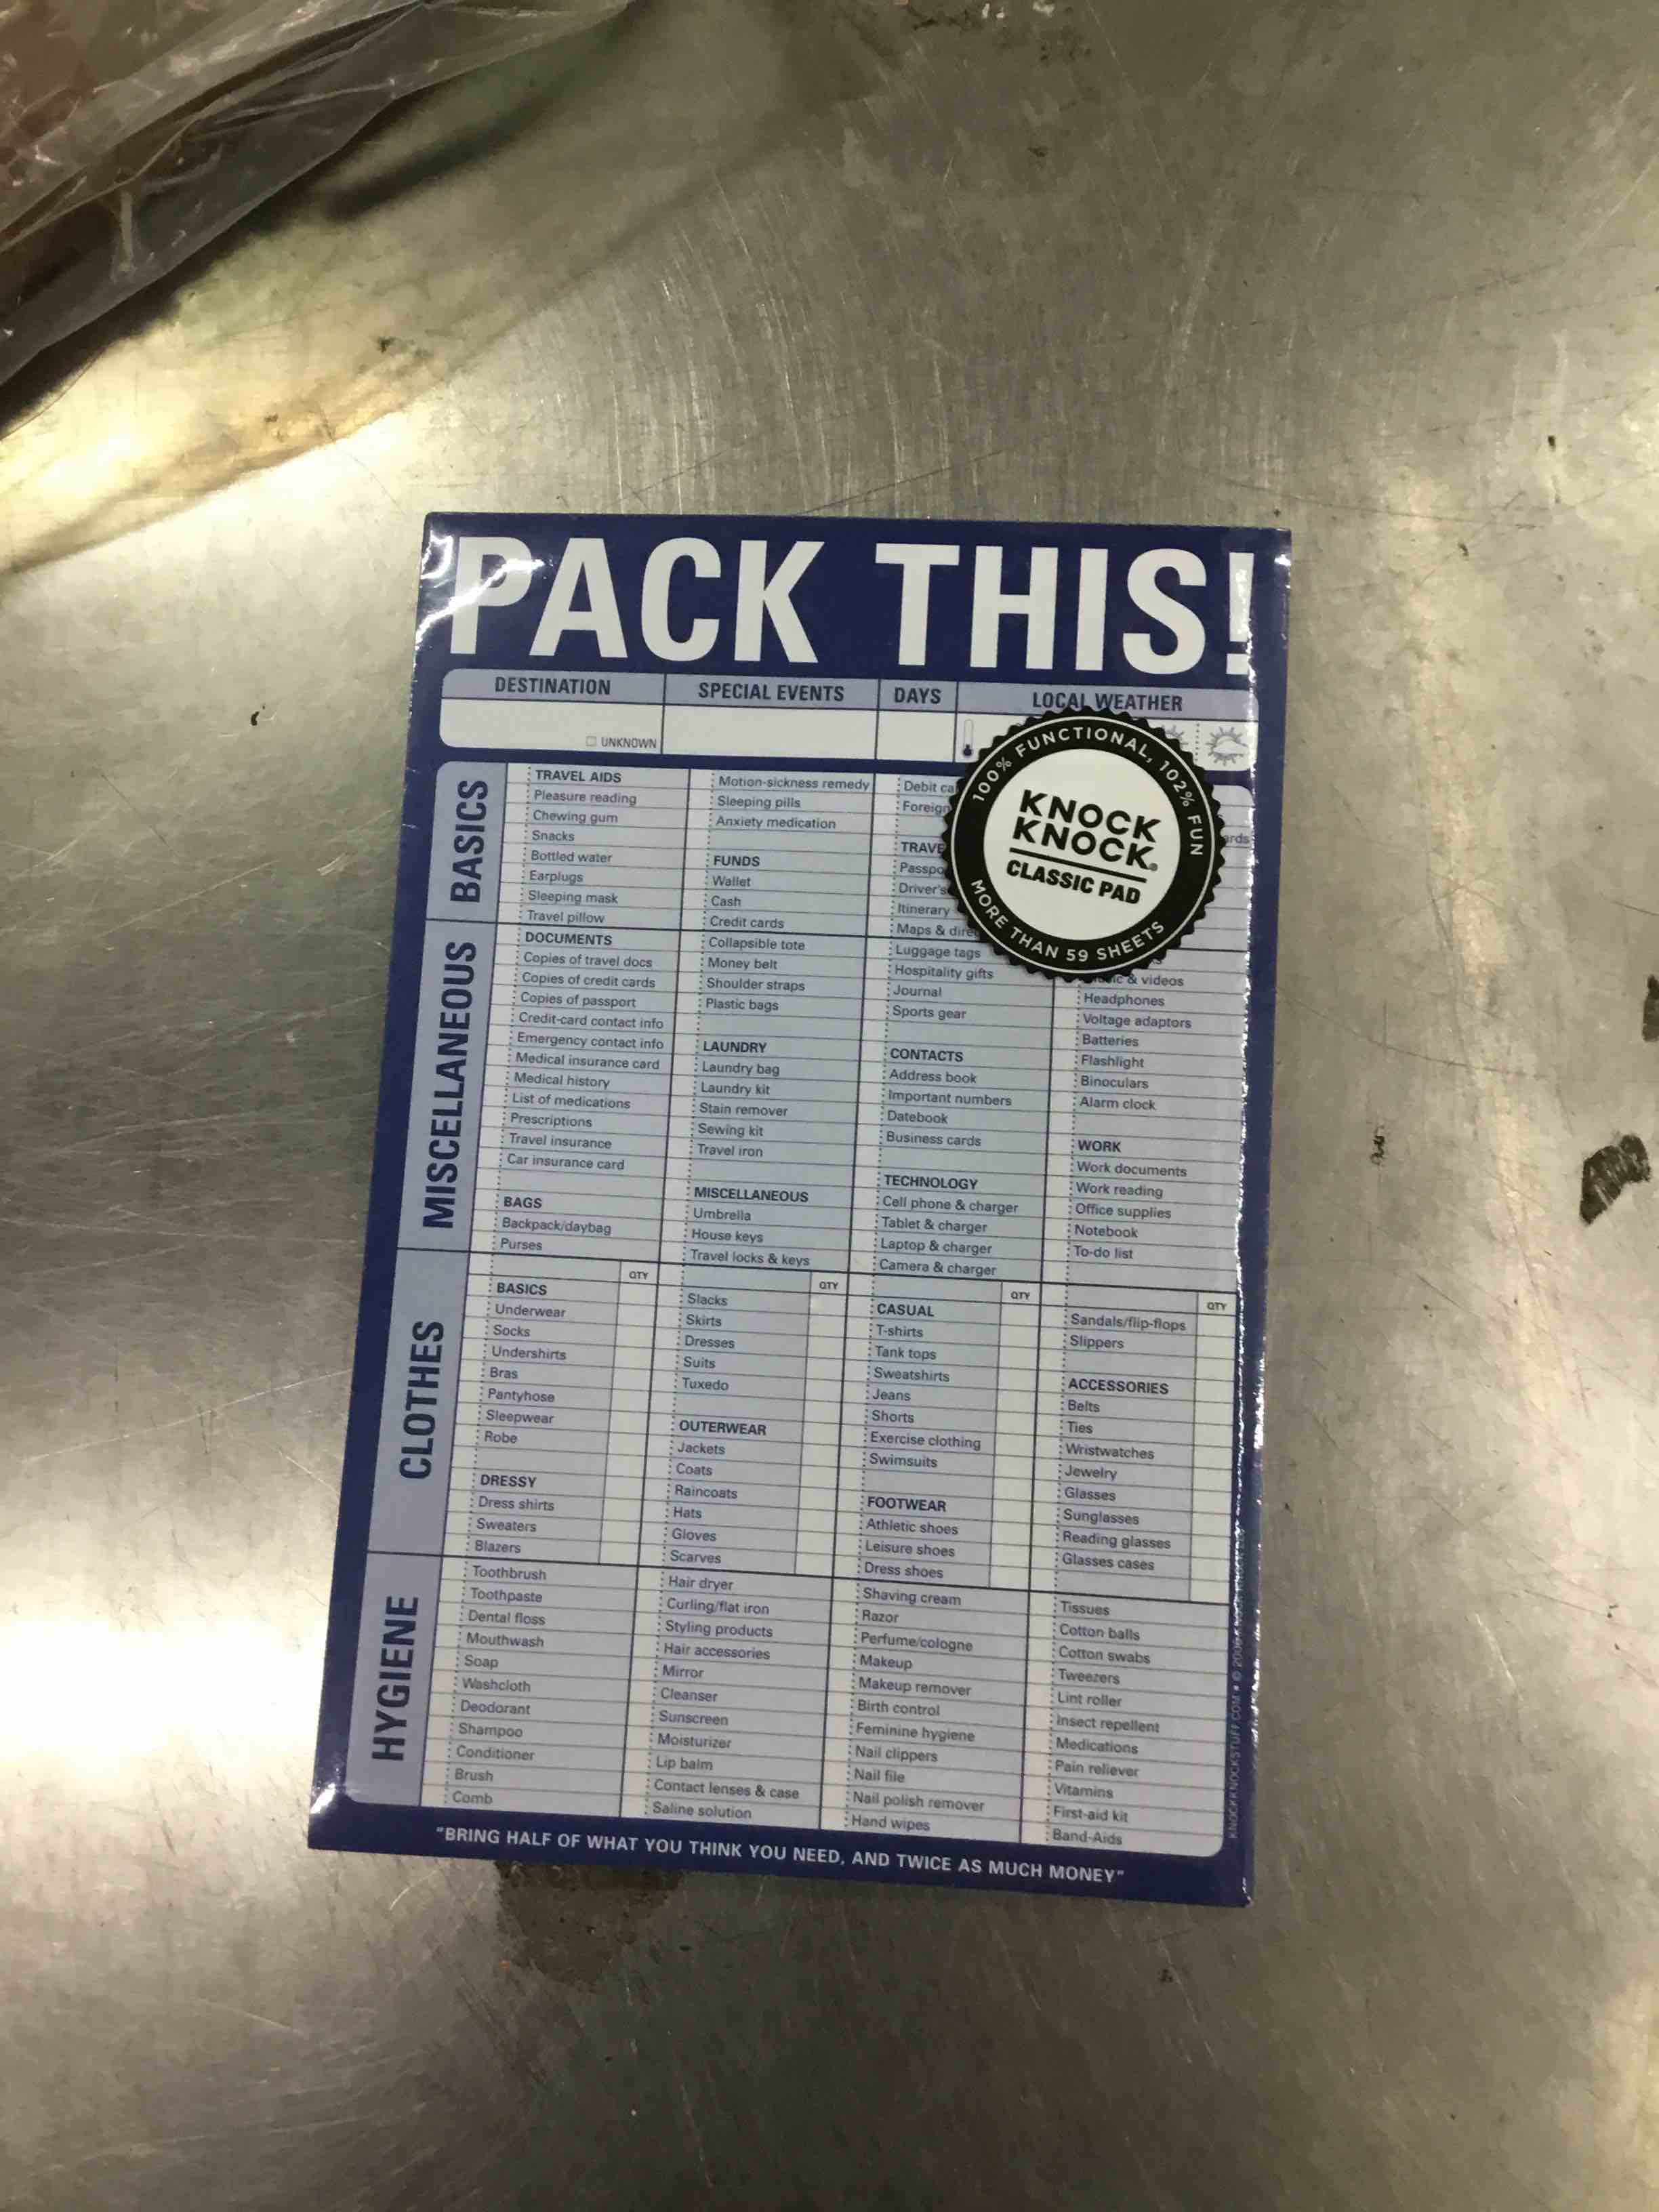 PACK THIS!
DESTINATION
SPECIAL EVENTS
DAYS
LOCAL WEATHER
UNKNOWN
100% FUNCTIONAL, 102% FUN
KNOCK
KNOCK®
CLASSIC PAD
MORE THAN 59 SHEETS
BASICS
TRAVEL AIDS
Pleasure reading
Chewing gum
Snacks
Bottled water
Earplugs
Sleeping mask
Travel pillow
Motion-sickness remedy
Sleeping pills
Anxiety medication
FUNDS
Wallet
Cash
Credit cards
Debit ca
Foreign
TRAVE
Passpo
Driver's
Itinerary
Maps & dire
ards
MISCELLANEOUS
DOCUMENTS
Copies of travel docs
Copies of credit cards
Copies of passport
Credit-card contact info
Emergency contact info
Medical insurance card
Medical history
List of medications
Prescriptions
Travel insurance
Car insurance card
BAGS
Backpack/daybag
Purses
Collapsible tote
Money belt
Shoulder straps
Plastic bags
LAUNDRY
Laundry bag
Laundry kit
Stain remover
Sewing kit
Travel iron
MISCELLANEOUS
Umbrella
House keys
Travel locks & keys
Luggage tags
Hospitality gifts
Journal
Sports gear
CONTACTS
Address book
Important numbers
Datebook
Business cards
TECHNOLOGY
Cell phone & charger
Tablet & charger
Laptop & charger
Camera & charger
& videos
Headphones
Voltage adaptors
Batteries
Flashlight
Binoculars
Alarm clock
WORK
Work documents
Work reading
Office supplies
Notebook
To-do list
CLOTHES
QTY
BASICS
Underwear
Socks
Undershirts
Bras
Pantyhose
Sleepwear
Robe
DRESSY
Dress shirts
Sweaters
Blazers
QTY
Slacks
Skirts
Dresses
Suits
Tuxedo
OUTERWEAR
Jackets
Coats
Raincoats
Hats
Gloves
Scarves
QTY
CASUAL
T-shirts
Tank tops
Sweatshirts
Jeans
Shorts
Exercise clothing
Swimsuits
FOOTWEAR
Athletic shoes
Leisure shoes
Dress shoes
QTY
Sandals/flip-flops
Slippers
ACCESSORIES
Belts
Ties
Wristwatches
Jewelry
Glasses
Sunglasses
Reading glasses
Glasses cases
HYGIENE
Toothbrush
Toothpaste
Dental floss
Mouthwash
Soap
Washcloth
Deodorant
Shampoo
Conditioner
Brush
Comb
Hair dryer
Curling/flat iron
Styling products
Hair accessories
Mirror
Cleanser
Sunscreen
Moisturizer
Lip balm
Contact lenses & case
Saline solution
Shaving cream
Razor
Perfume/cologne
Makeup
Makeup remover
Birth control
Feminine hygiene
Nail clippers
Nail file
Nail polish remover
Hand wipes
Tissues
Cotton balls
Cotton swabs
Tweezers
Lint roller
Insect repellent
Medications
Pain reliever
Vitamins
First-aid kit
Band-Aids
KNOCKKNOCKSTUFF.COM
"BRING HALF OF WHAT YOU THINK YOU NEED, AND TWICE AS MUCH MONEY"